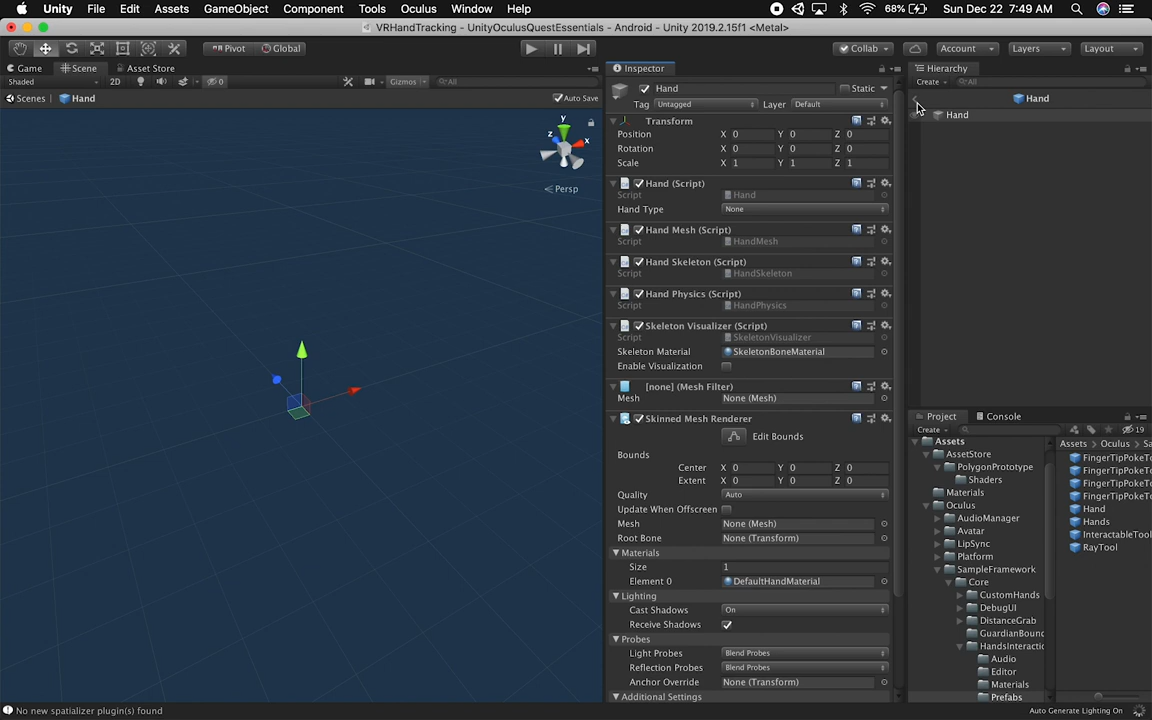 Unity File Edit Assets GameObject Component Tools Oculus Window Help 68% Sun Dec 22 7:49 AM
VRHandTracking - UnityOculusQuestEssentials - Android - Unity 2019.2.15f1 <Metal>
Pivot Global Collab Account Layers Layout
Game Scene Asset Store Inspector Hierarchy
Shaded 2D 0 Gizmos All Hand Static Create All
Scenes Hand Auto Save Tag Untagged Layer Default Hand
Hand
y
z
x
Persp
Transform
Position X 0 Y 0 Z 0
Rotation X 0 Y 0 Z 0
Scale X 1 Y 1 Z 1
Hand (Script)
Script Hand
Hand Type None
Hand Mesh (Script)
Script HandMesh
Hand Skeleton (Script)
Script HandSkeleton
Hand Physics (Script)
Script HandPhysics
Skeleton Visualizer (Script)
Script SkeletonVisualizer
Skeleton Material SkeletonBoneMaterial
Enable Visualization
[none] (Mesh Filter)
Mesh None (Mesh)
Skinned Mesh Renderer
Edit Bounds
Bounds
Center X 0 Y 0 Z 0
Extent X 0 Y 0 Z 0
Quality Auto
Update When Offscreen
Mesh None (Mesh)
Root Bone None (Transform)
Materials
Size 1
Element 0 DefaultHandMaterial
Lighting
Cast Shadows On
Receive Shadows
Probes
Light Probes Blend Probes
Reflection Probes Blend Probes
Anchor Override None (Transform)
Additional Settings
Project Console
Create 19
Assets
AssetStore
PolygonPrototype
Shaders
Materials
Oculus
AudioManager
Avatar
LipSync
Platform
SampleFramework
Core
CustomHands
DebugUI
DistanceGrab
GuardianBound
HandsInteractic
Audio
Editor
Materials
Prefabs
Assets > Oculus > Sa
FingerTipPokeTo
FingerTipPokeTo
FingerTipPokeTo
FingerTipPokeTo
Hand
Hands
InteractableTool
RayTool
No new spatializer plugin(s) found
Auto Generate Lighting On